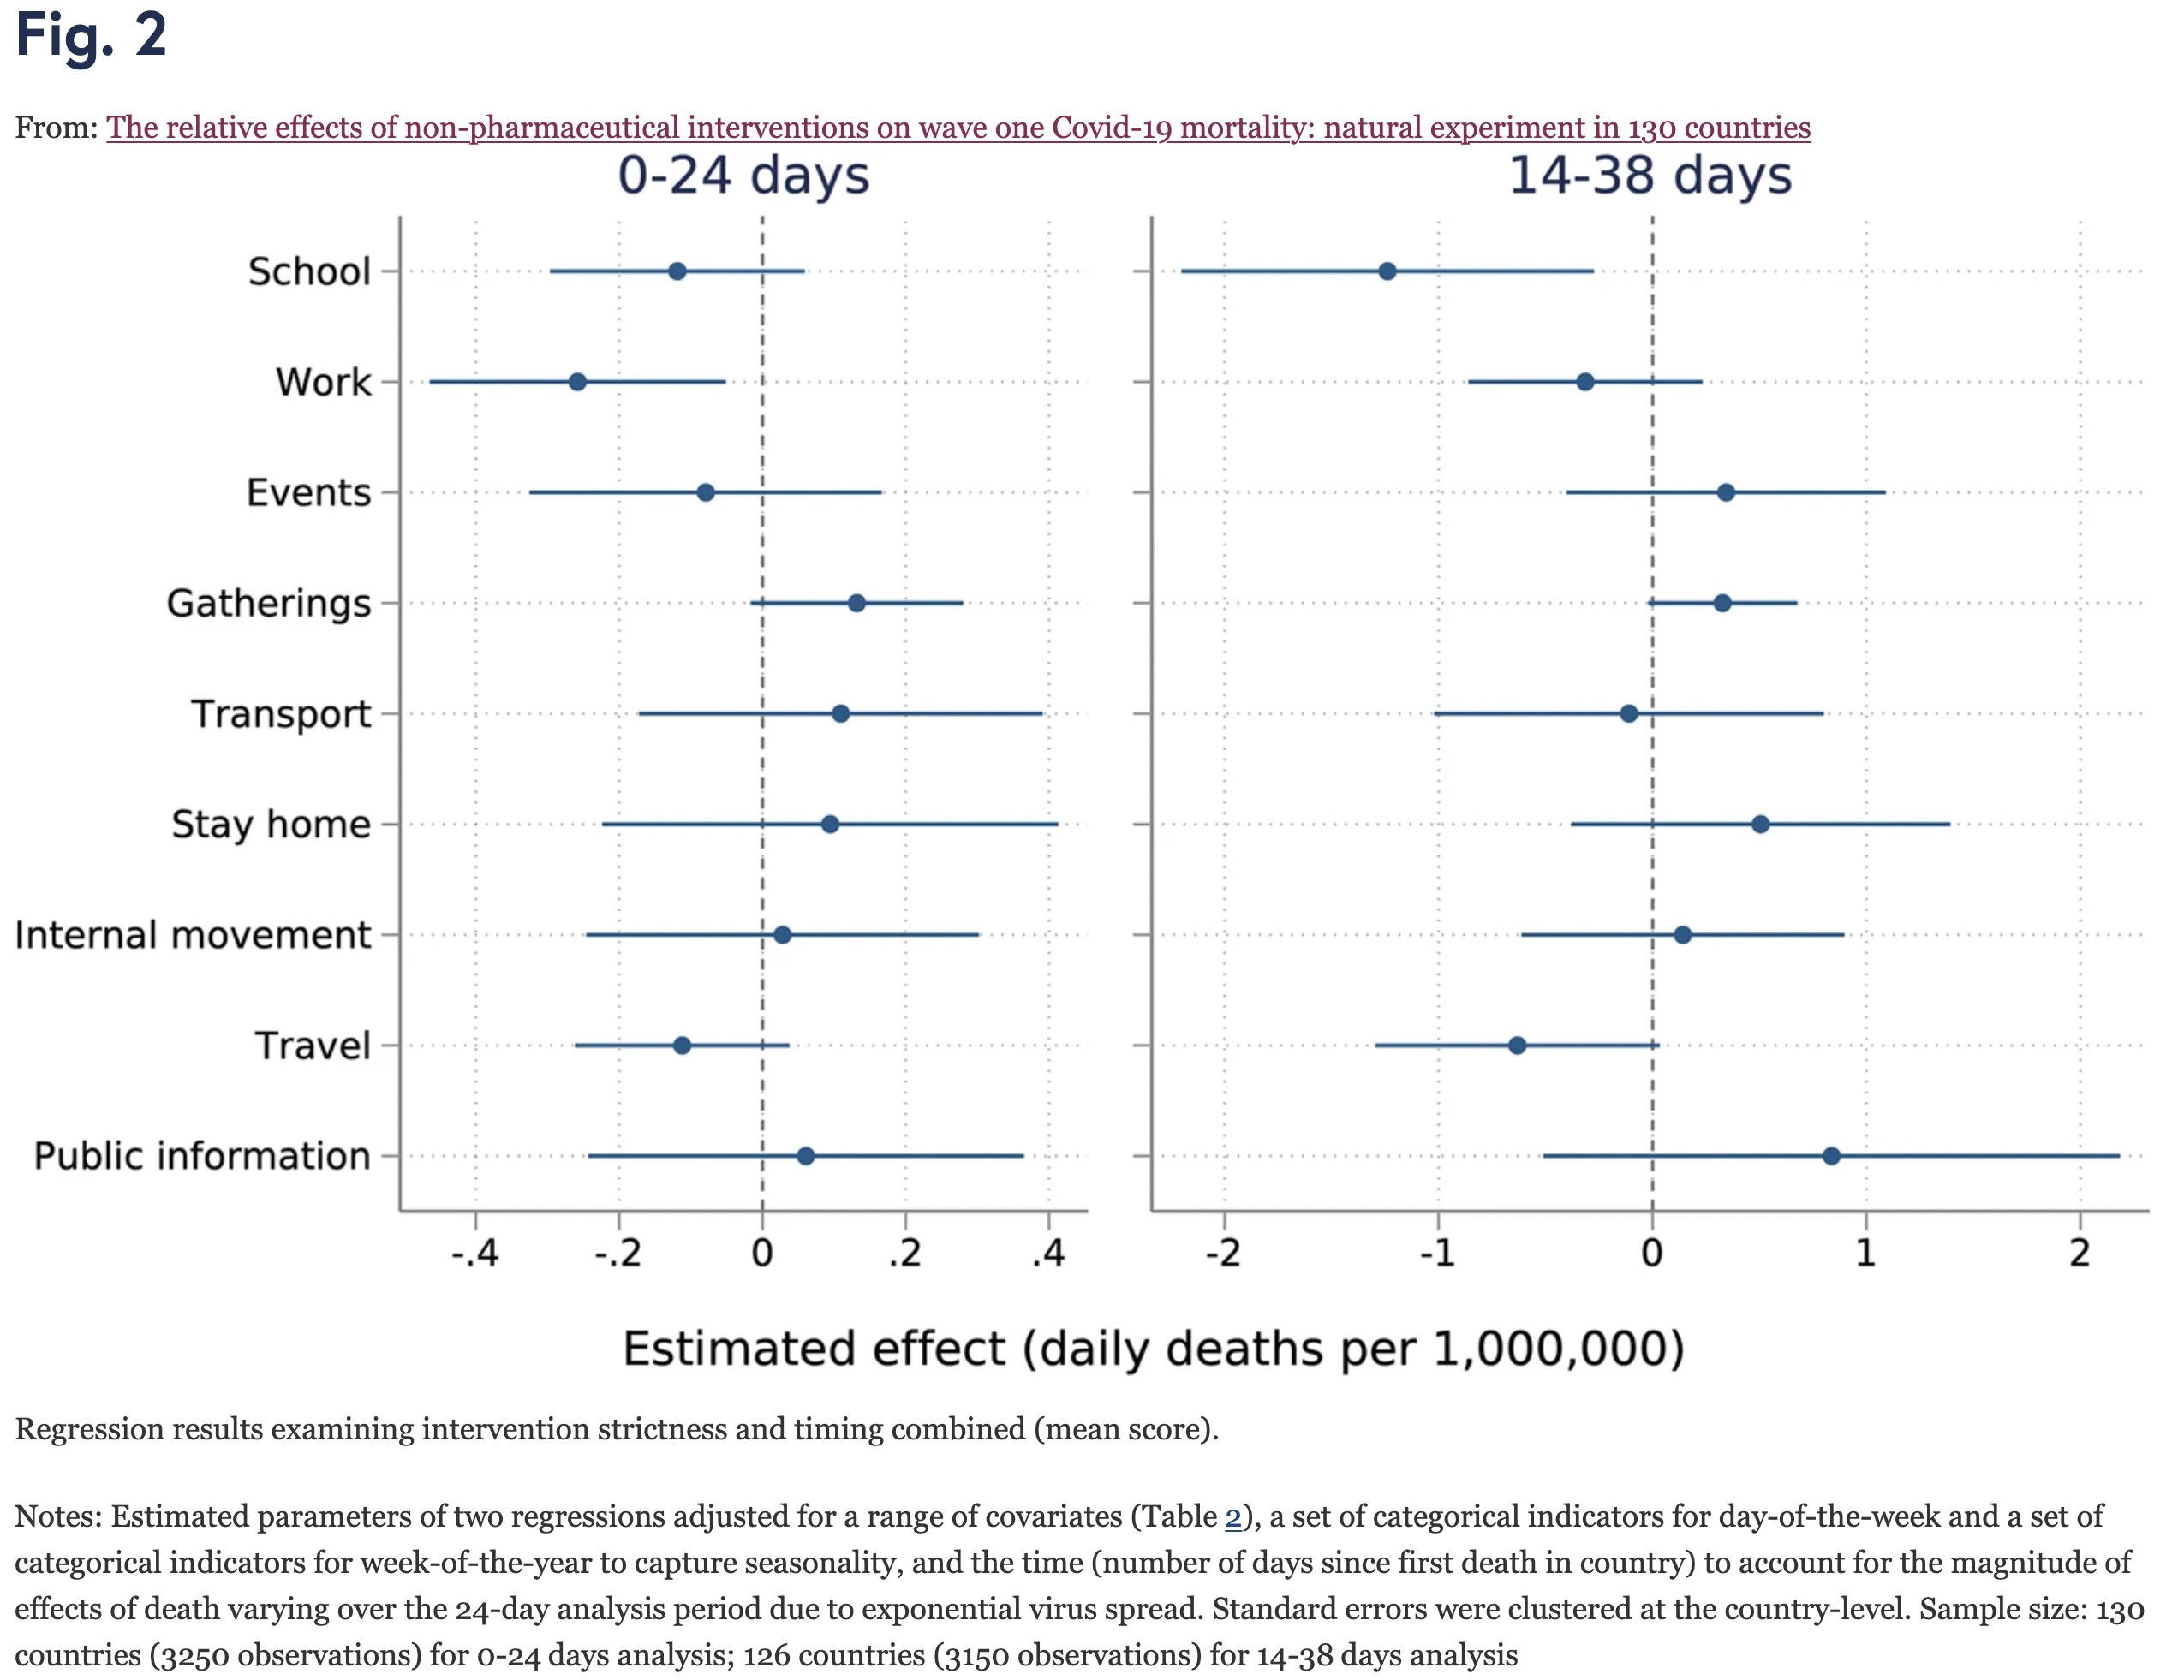 Fig. 2
From: The relative effects of non-pharmaceutical interventions on wave one Covid-19 mortality: natural experiment in 130 countries
0-24 days
14-38 days
School
Work
Events
Gatherings
Transport
Stay home
Internal movement
Travel
Public information
-.4 -.2 0 .2 .4
-2 -1 0 1 2
Estimated effect (daily deaths per 1,000,000)
Regression results examining intervention strictness and timing combined (mean score).
Notes: Estimated parameters of two regressions adjusted for a range of covariates (Table 2), a set of categorical indicators for day-of-the-week and a set of
categorical indicators for week-of-the-year to capture seasonality, and the time (number of days since first death in country) to account for the magnitude of
effects of death varying over the 24-day analysis period due to exponential virus spread. Standard errors were clustered at the country-level. Sample size: 130
countries (3250 observations) for 0-24 days analysis; 126 countries (3150 observations) for 14-38 days analysis